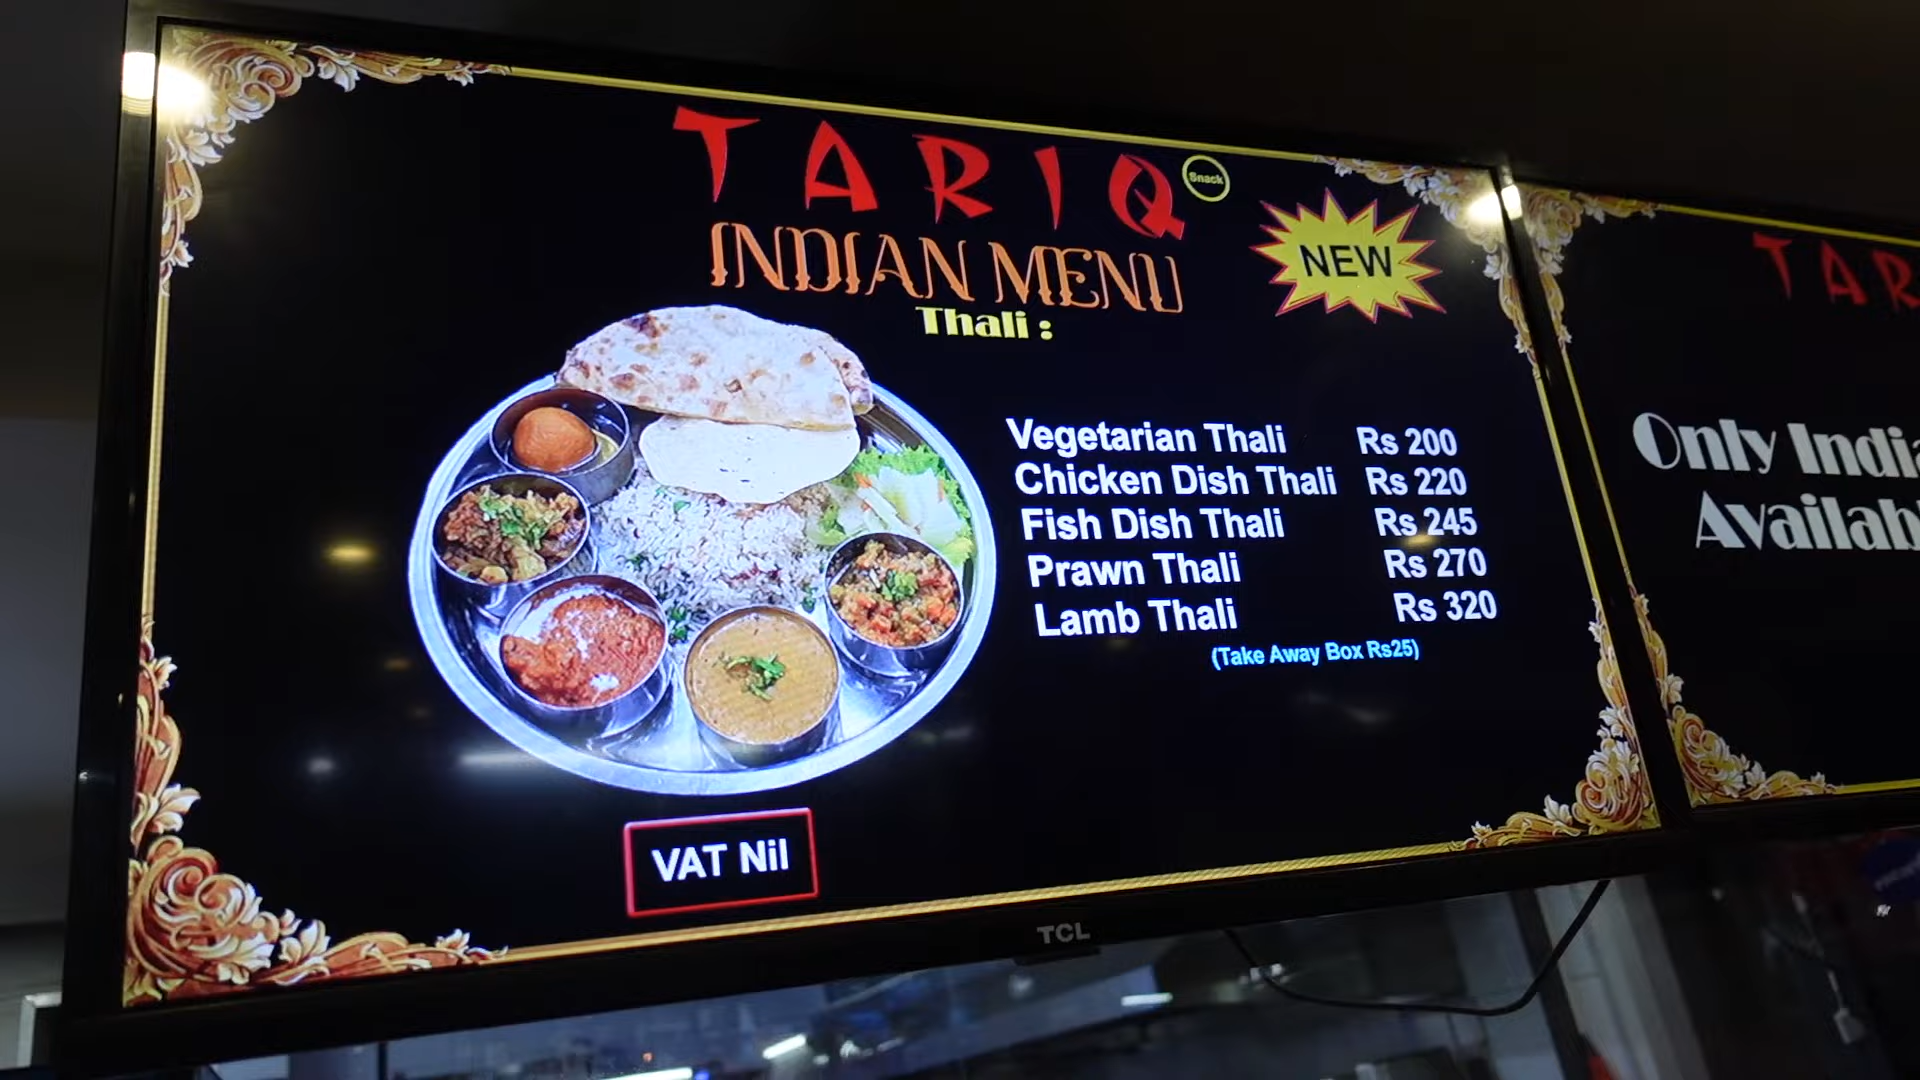 TARIQ
Snack
INDIAN MENU
NEW
Thali :
Vegetarian Thali Rs 200
Chicken Dish Thali Rs 220
Fish Dish Thali Rs 245
Prawn Thali Rs 270
Lamb Thali Rs 320
(Take Away Box Rs25)
VAT Nil
TCL
TAR
Only India
Availab